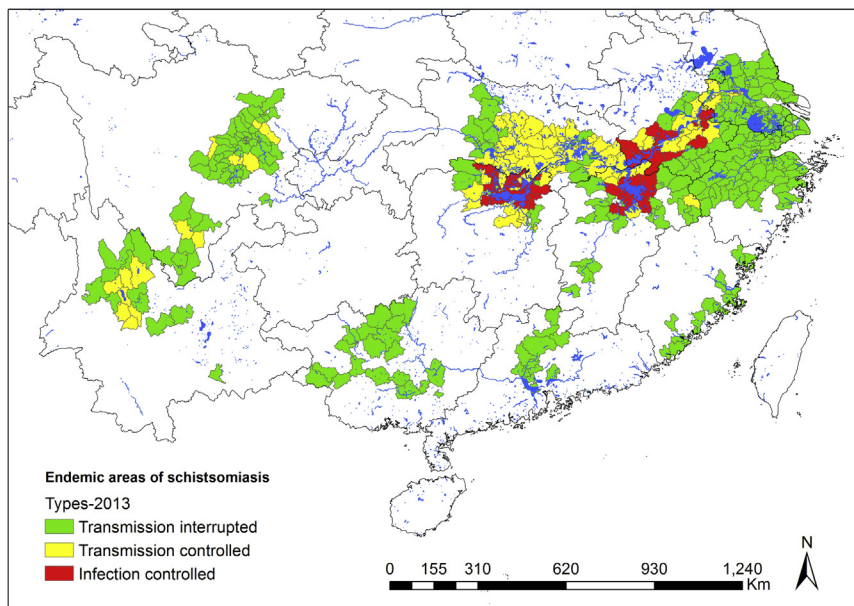 Endemic areas of schistsomiasis
Types-2013
Transmission interrupted
Transmission controlled
Infection controlled
0 155 310 620 930 1,240
Km
N